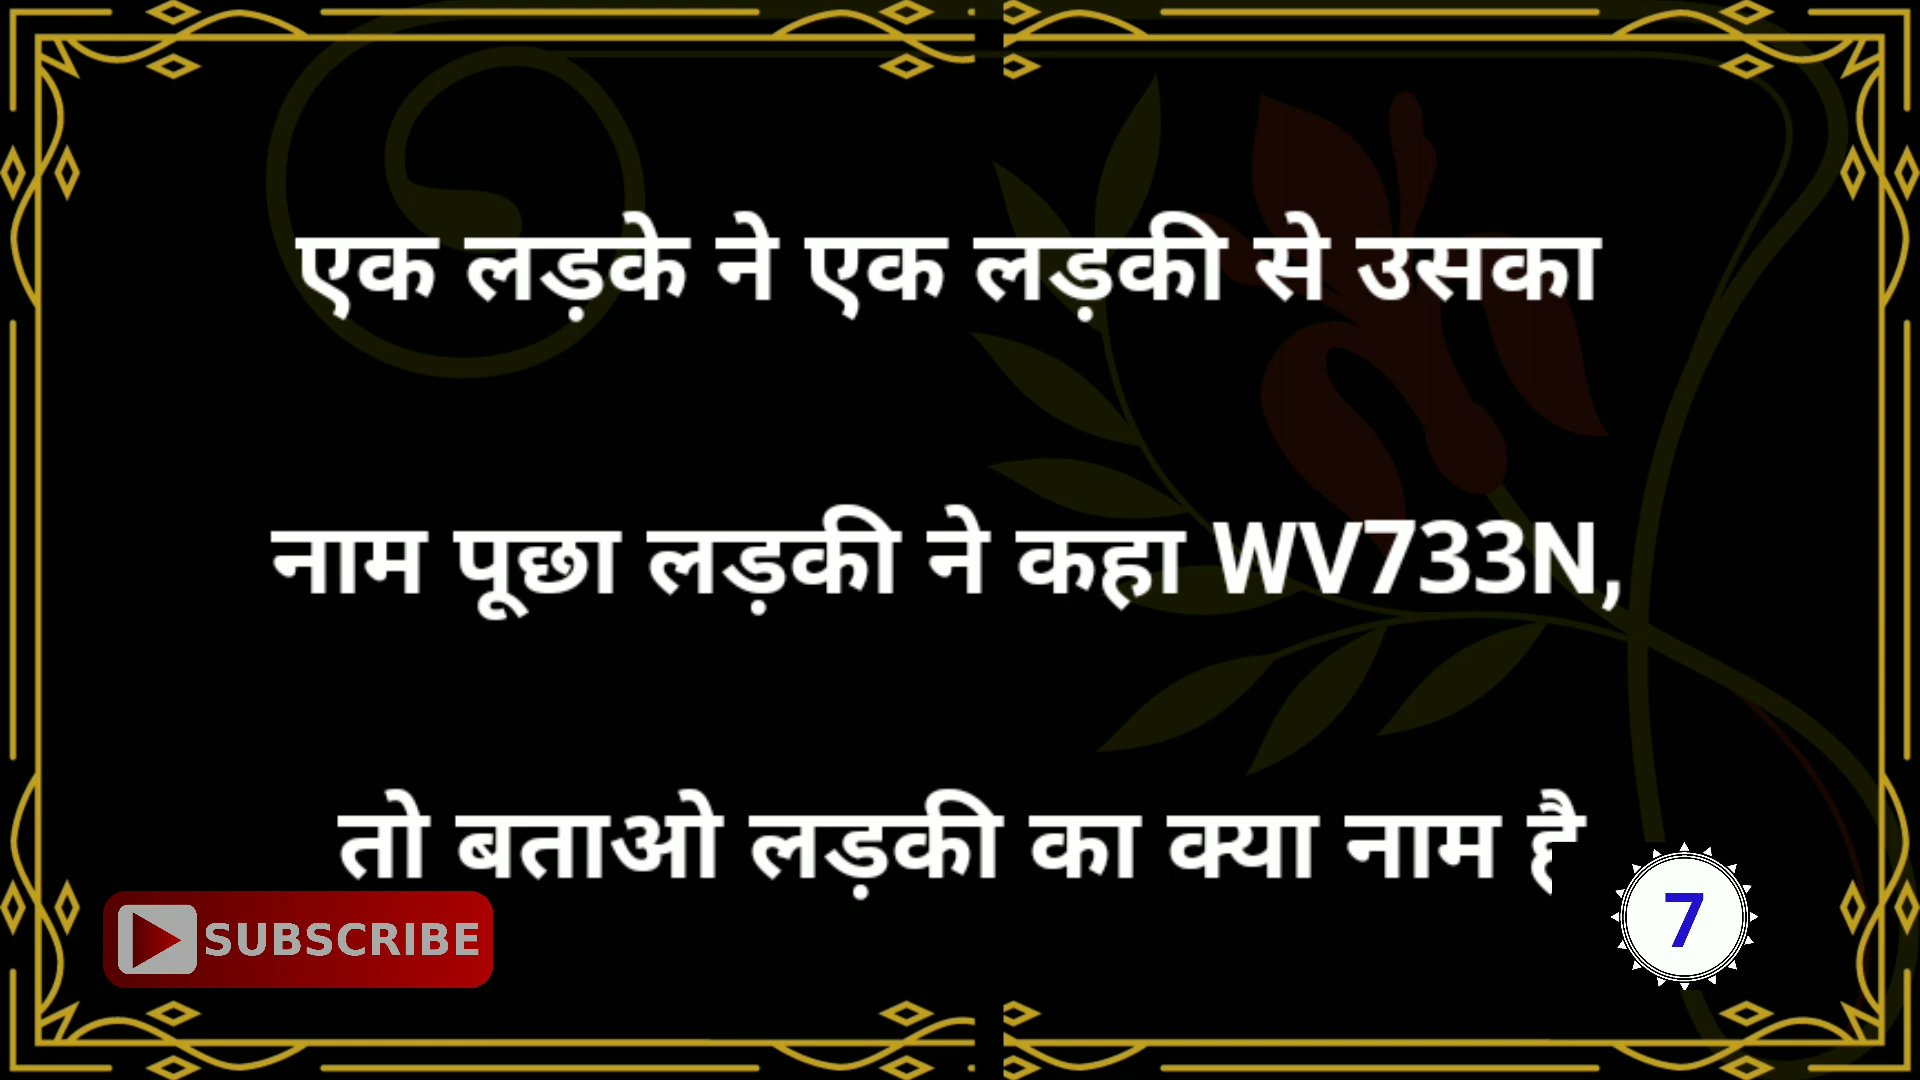 एक लड़के ने एक लड़की से उसका
नाम पूछा लड़की ने कहा WV733N,
तो बताओ लड़की का क्या नाम है
SUBSCRIBE
7